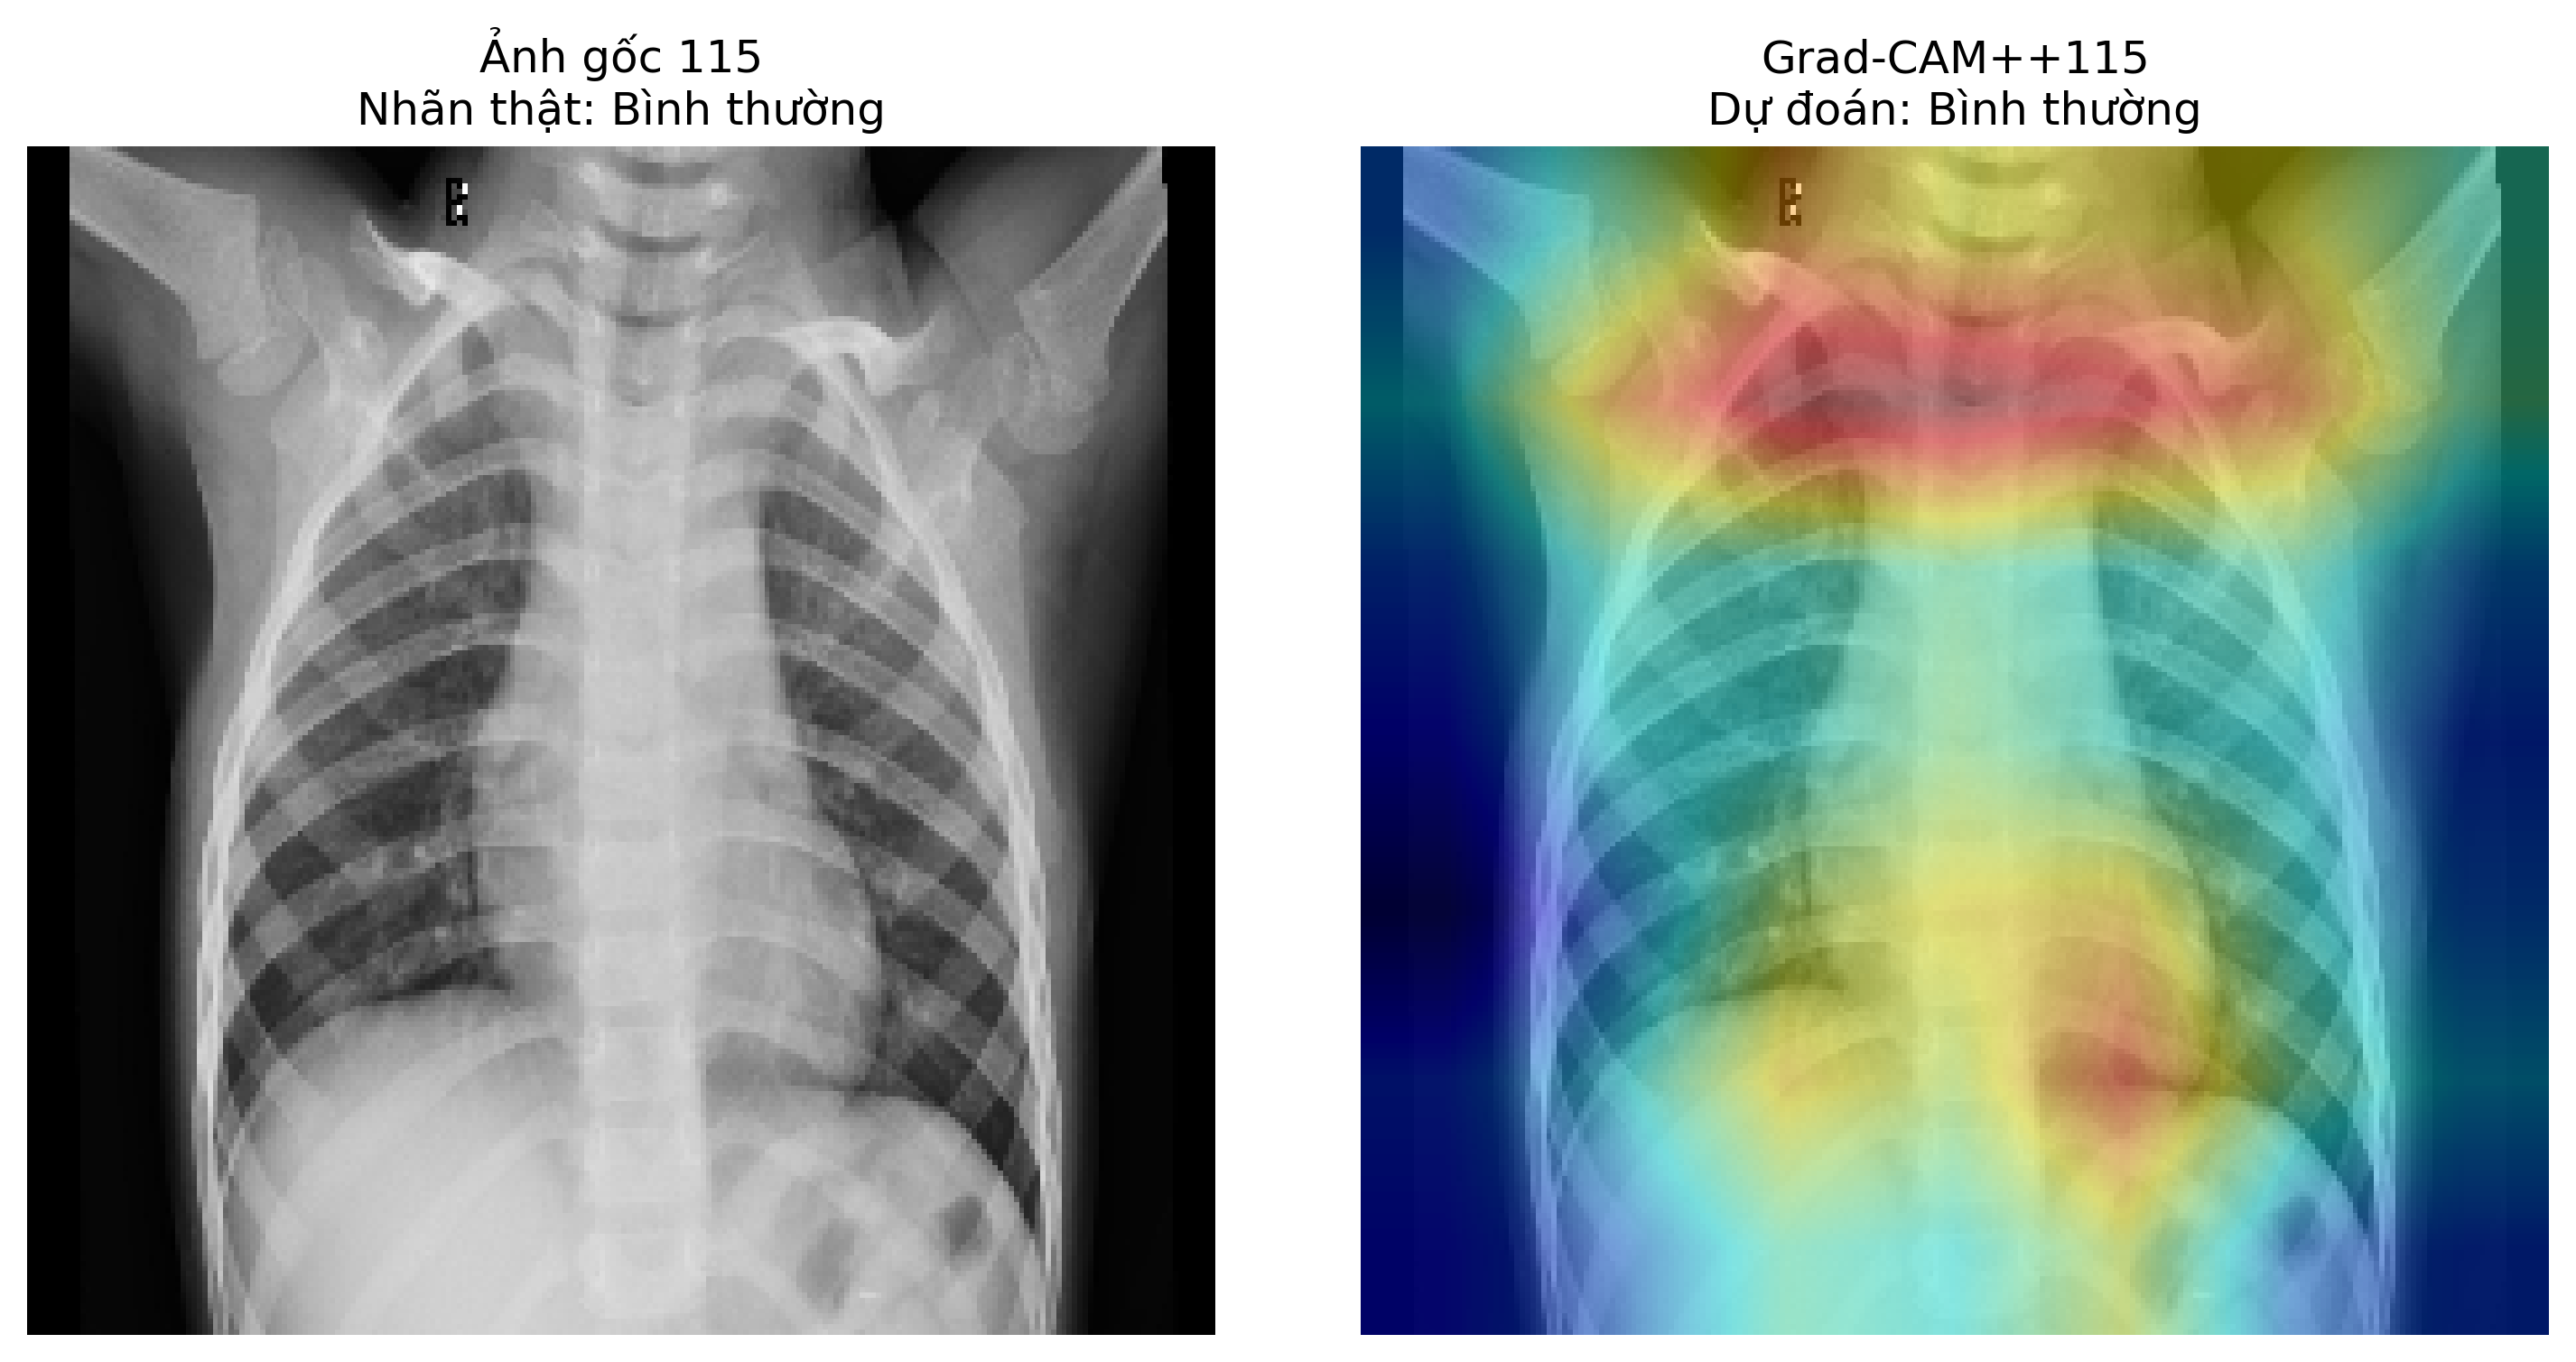 Ảnh gốc 115
Nhãn thật: Bình thường
Grad-CAM++115
Dự đoán: Bình thường